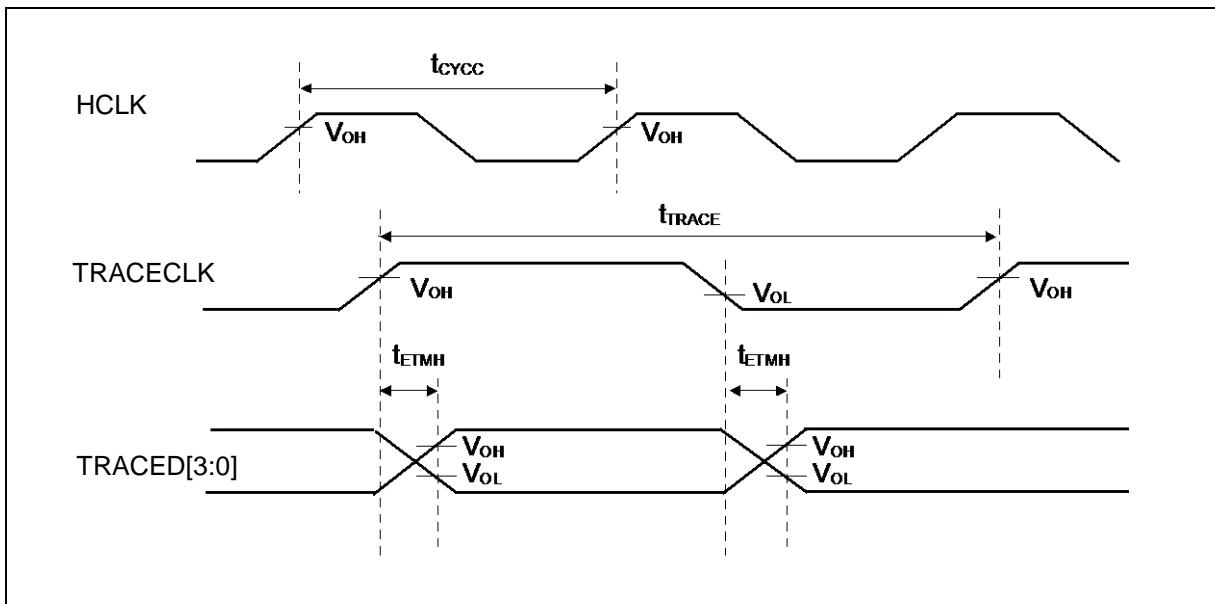 tCYCC
HCLK
VOH
VOH
tTRACE
TRACECLK
VOH
VOL
VOH
tETMH
tETMH
TRACED[3:0]
VOH
VOL
VOH
VOL